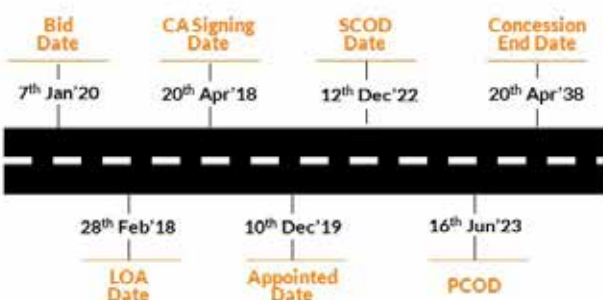 Bid
Date
CA Signing
Date
SCOD
Date
Concession
End Date
7th Jan'20
20th Apr'18
12th Dec'22
20th Apr'38
28th Feb'18
10th Dec'19
16th Jun'23
LOA
Date
Appointed
Date
PCOD